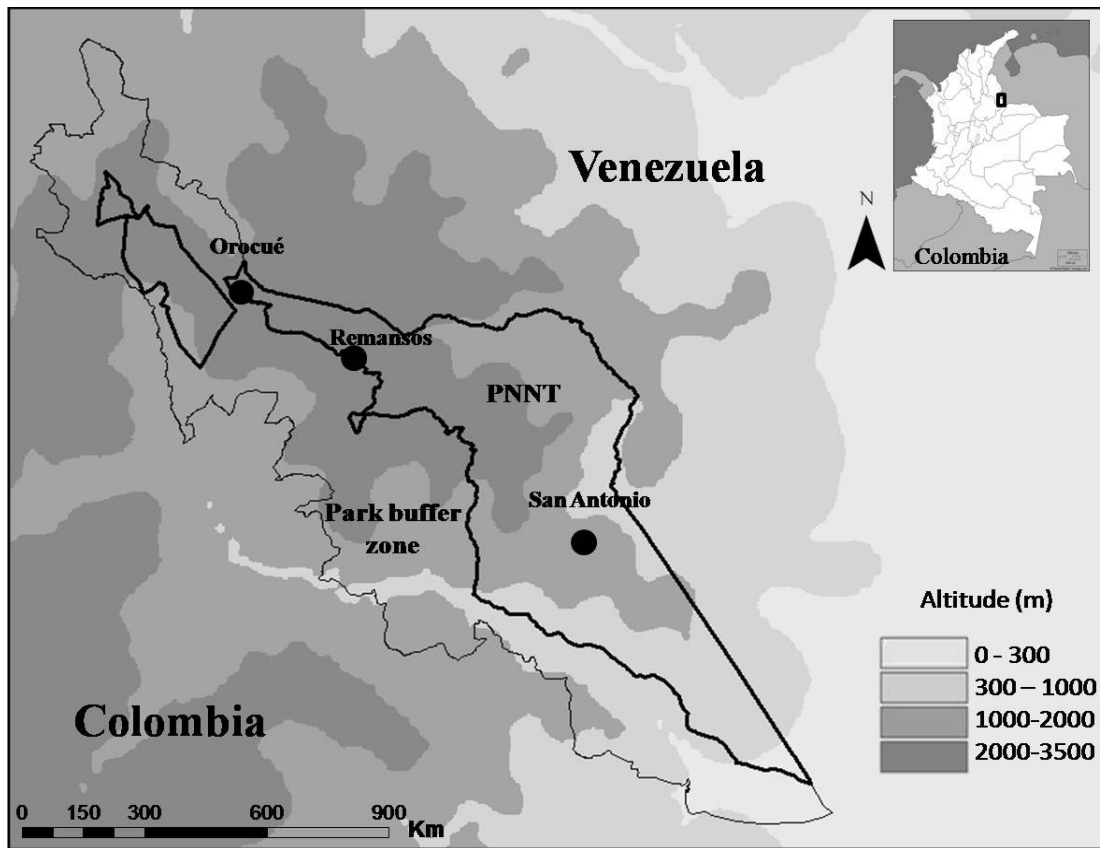 Venezuela
N
Colombia
Orocué
Remansos
PNNT
San Antonio
Park buffer
zone
Colombia
Altitude (m)
0 - 300
300 – 1000
1000-2000
2000-3500
0 150 300 600 900
Km